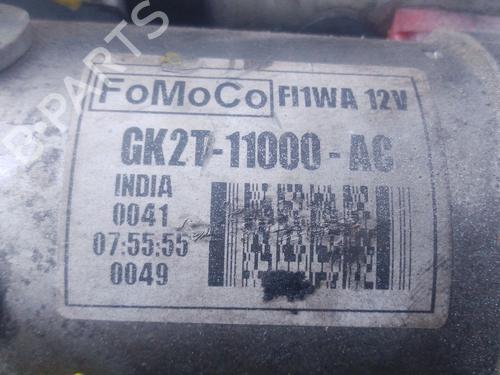 B-PARTS
FoMoCo FI1WA 12V
GK2T-11000-AC
INDIA
0041
07:55:55
0049